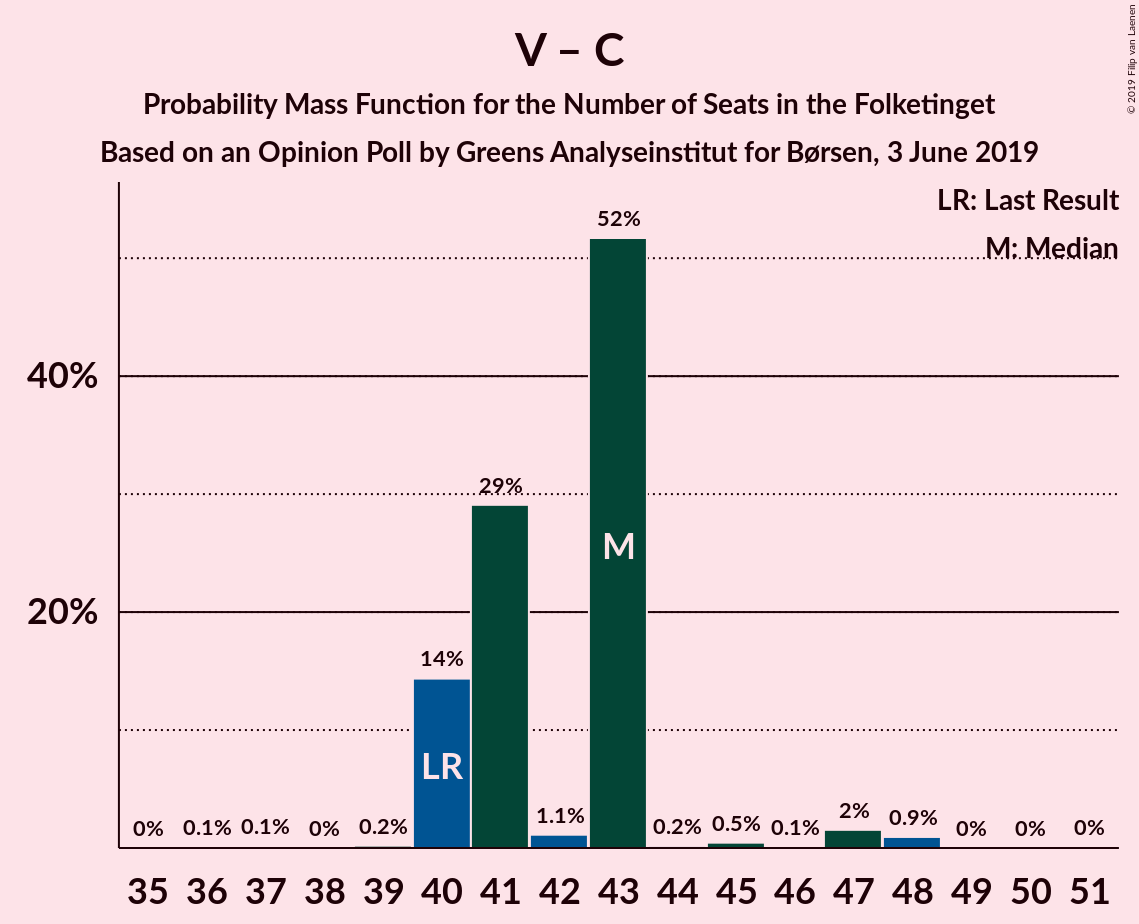 V – C
Probability Mass Function for the Number of Seats in the Folketinget
Based on an Opinion Poll by Greens Analyseinstitut for Børsen, 3 June 2019
© 2019 Filip van Laenen
LR: Last Result
M: Median
52%
40%
29%
M
20%
14%
LR
0% 0.1% 0.1% 0% 0.2% 1.1% 0.2% 0.5% 0.1% 2% 0.9% 0% 0% 0%
35 36 37 38 39 40 41 42 43 44 45 46 47 48 49 50 51